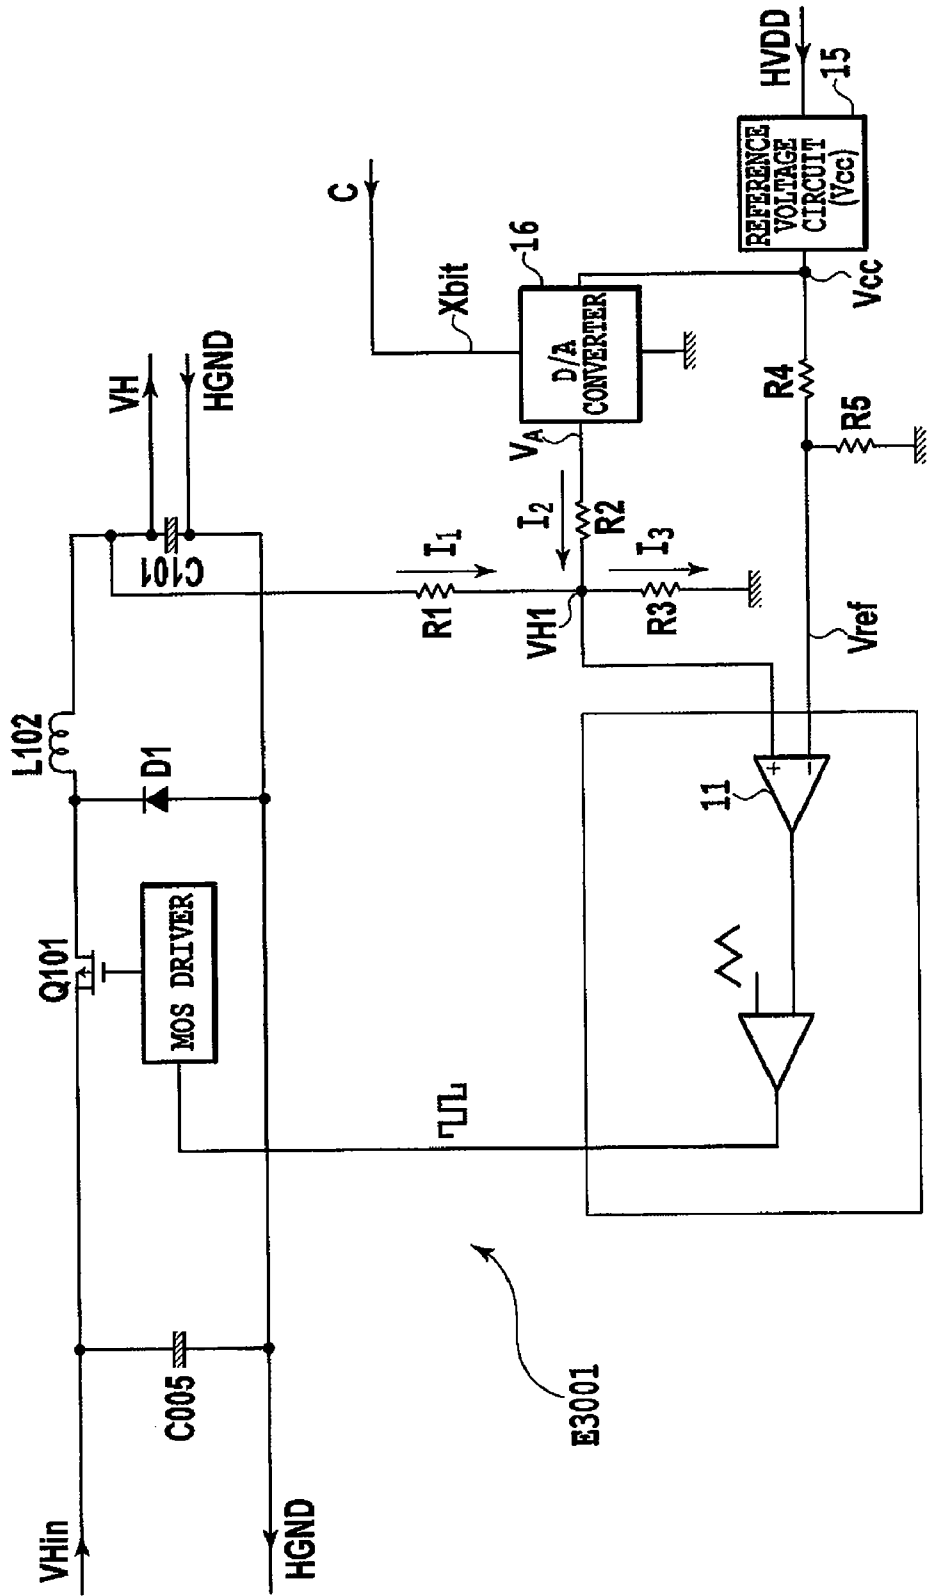 VHin
HGND
C005
E3001
Q101
MOS DRIVER
D1
L102
C101
VH
HGND
R1
I1
VH1
I2
VA
R2
R3
I3
C
Xbit
16
D/A
CONVERTER
11
+
−
Vref
R4
R5
Vcc
REFERENCE
VOLTAGE
CIRCUIT
(Vcc)
15
HVDD